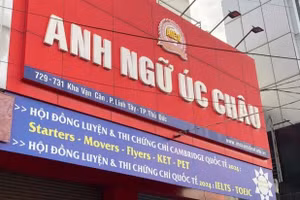 ANH NGỮ ÚC CHÂU
729-731 Kha Vạn Cân, P. Linh Tây, TP Thủ Đức
>> HỘI ĐỒNG LUYỆN & THI CHỨNG CHỈ CAMBRIDGE QUỐC TẾ 2024 :
Starters - Movers - Flyers - KET - PET
>> HỘI ĐỒNG LUYỆN & THI CHỨNG CHỈ QUỐC TẾ 2024 : IELTS - TOEIC